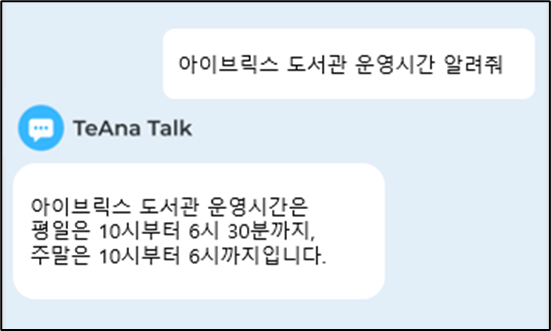 아이브릭스 도서관 운영시간 알려줘
TeAna Talk
아이브릭스 도서관 운영시간은
평일은 10시부터 6시 30분까지,
주말은 10시부터 6시까지입니다.